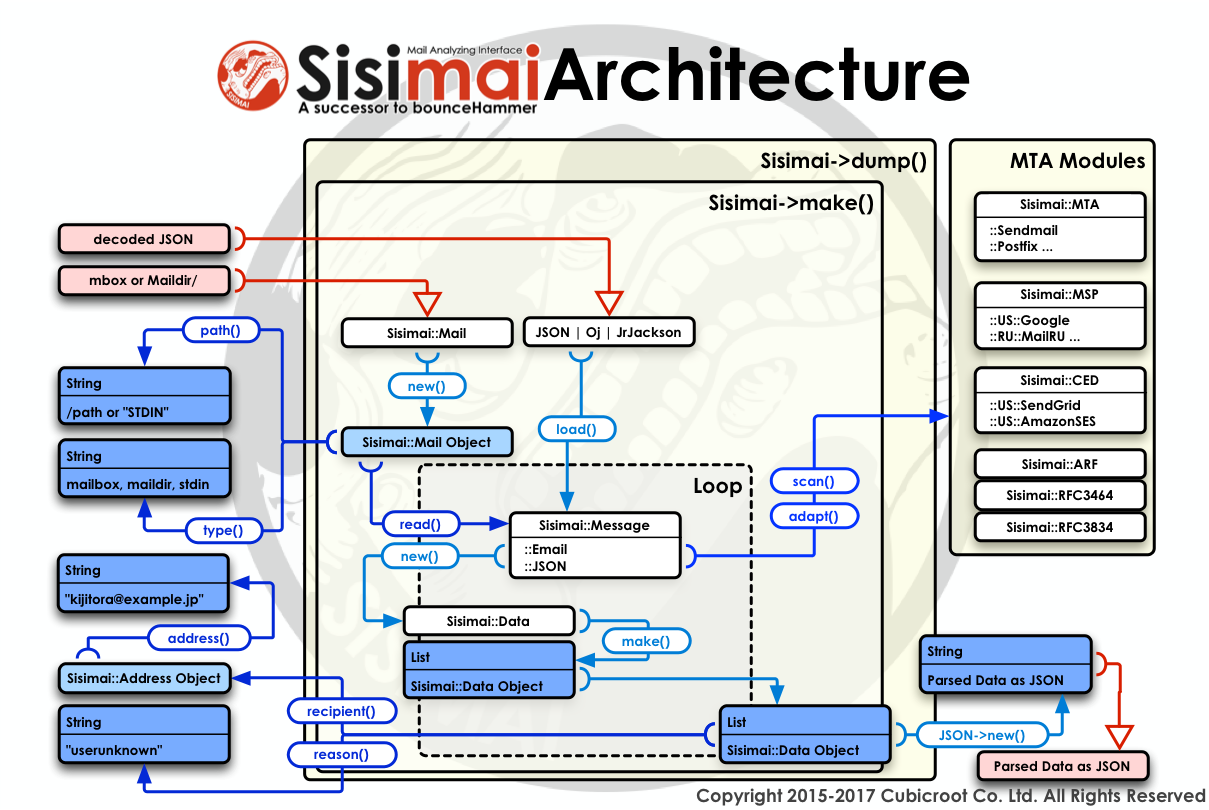 Mail Analyzing Interface
Sisimai Architecture
A successor to bounceHammer
SISIMAI
Sisimai->dump()
Sisimai->make()
MTA Modules
Sisimai::MTA
::Sendmail
::Postfix ...
Sisimai::MSP
::US::Google
::RU::MailRU ...
Sisimai::CED
::US::SendGrid
::US::AmazonSES
Sisimai::ARF
Sisimai::RFC3464
Sisimai::RFC3834
decoded JSON
mbox or Maildir/
Sisimai::Mail
JSON | Oj | JrJackson
path()
new()
load()
String
/path or "STDIN"
Sisimai::Mail Object
String
mailbox, maildir, stdin
type()
Loop
scan()
adapt()
read()
new()
Sisimai::Message
::Email
::JSON
String
"kijitora@example.jp"
address()
Sisimai::Address Object
String
"userunknown"
Sisimai::Data
make()
List
Sisimai::Data Object
recipient()
reason()
List
Sisimai::Data Object
JSON->new()
String
Parsed Data as JSON
Parsed Data as JSON
Copyright 2015-2017 Cubicroot Co. Ltd. All Rights Reserved